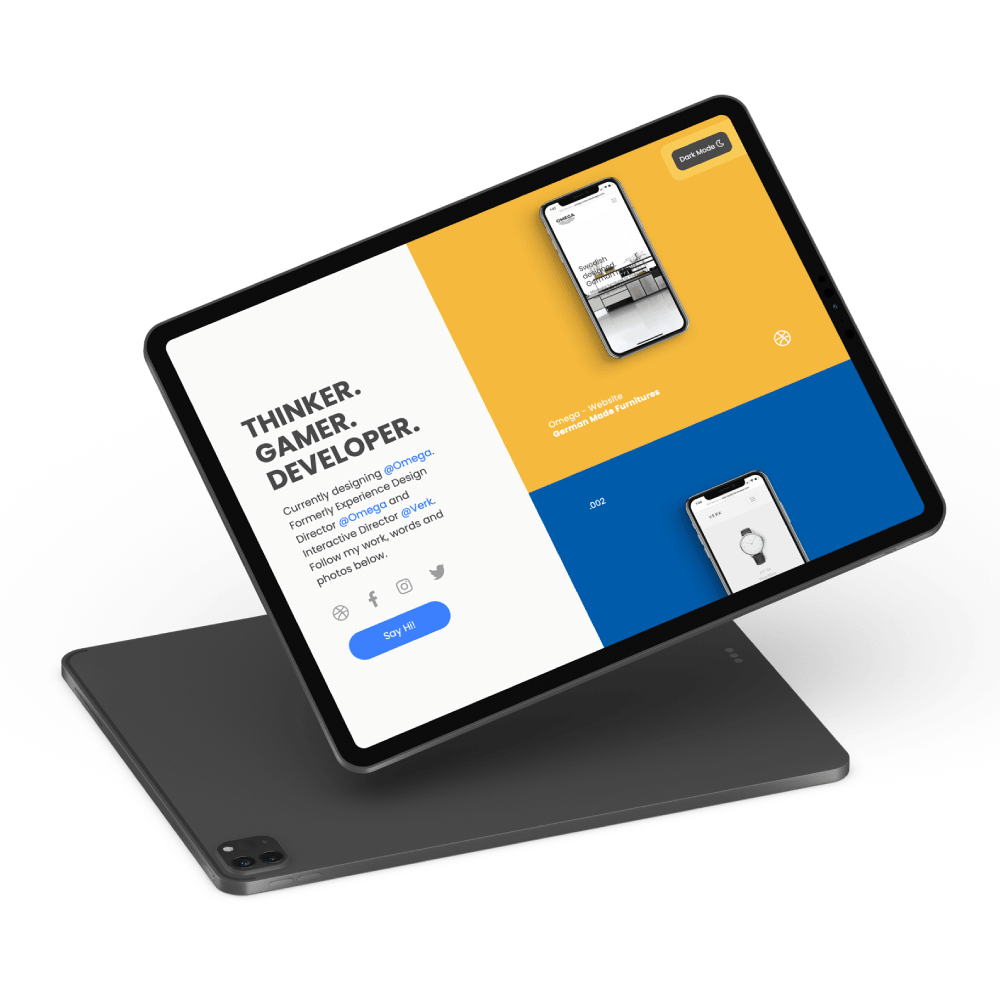 THINKER.
GAMER.
DEVELOPER.
Currently designing @Omega.
Formerly Experience Design
Director @Omega and
Interactive Director @Verk.
Follow my work, words and
photos below.
Say Hi!
Dark Mode
OMEGA
Swedish
designed
German
Omega - Website
German Made Furnitures
.002
VERK